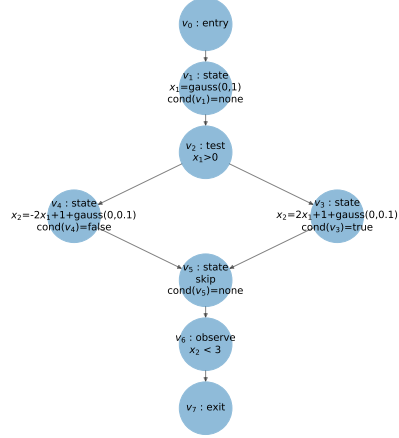 v₀ : entry
v₁ : state
x₁=gauss(0,1)
cond(v₁)=none
v₂ : test
x₁>0
v₄ : state
x₂=-2x₁+1+gauss(0,0.1)
cond(v₄)=false
v₃ : state
x₂=2x₁+1+gauss(0,0.1)
cond(v₃)=true
v₅ : state
skip
cond(v₅)=none
v₆ : observe
x₂ < 3
v₇ : exit